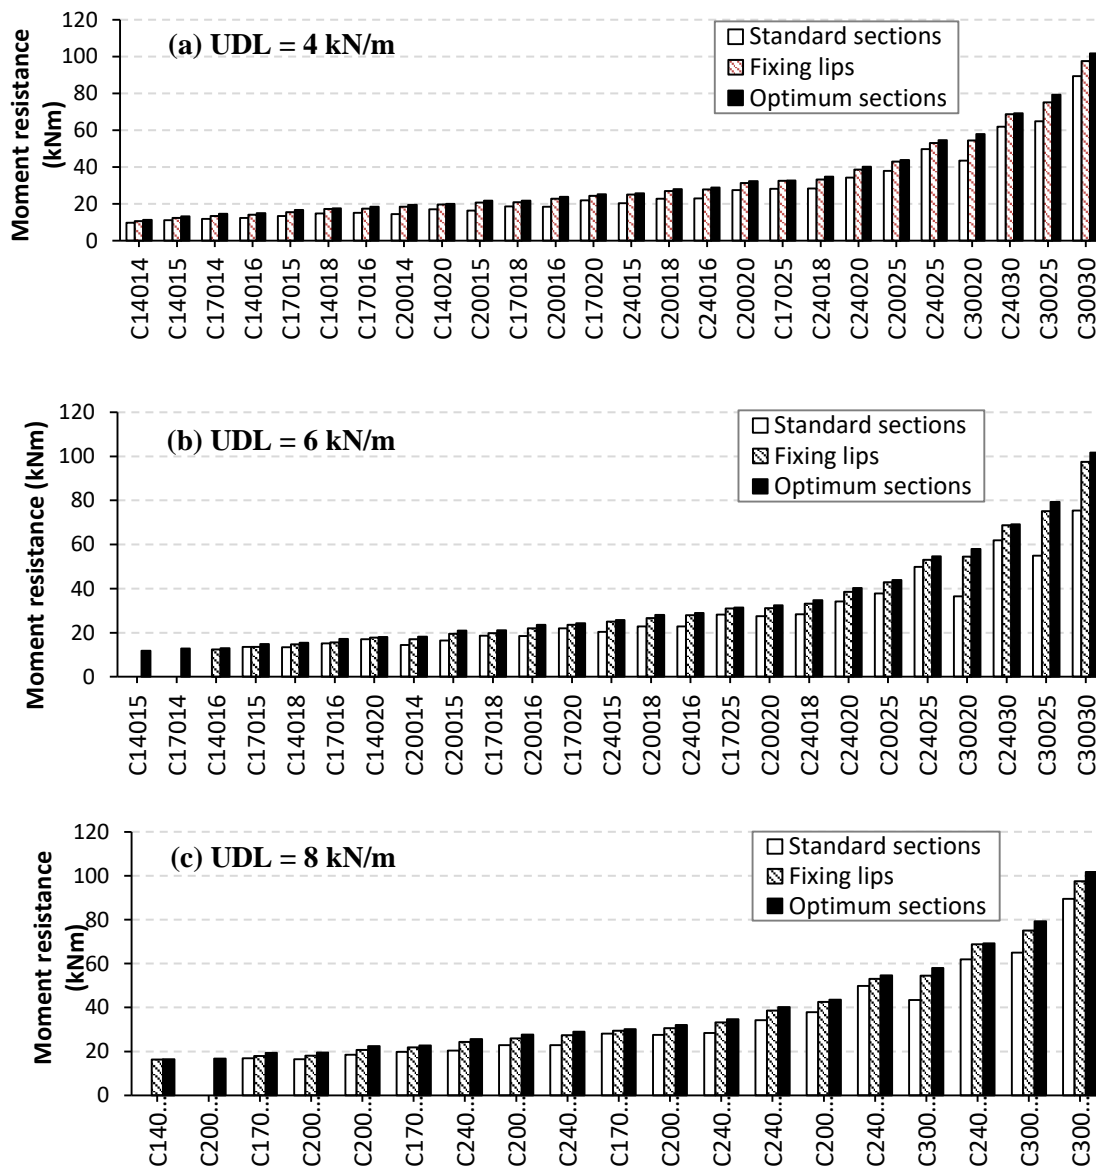 (a) UDL = 4 kN/m
Standard sections
Fixing lips
Optimum sections
Moment resistance
(kNm)
120
100
80
60
40
20
0
C14014
C14015
C17014
C14016
C17015
C14018
C17016
C20014
C14020
C20015
C17018
C20016
C17020
C24015
C20018
C24016
C20020
C17025
C24018
C24020
C20025
C24025
C30020
C24030
C30025
C30030
(b) UDL = 6 kN/m
Standard sections
Fixing lips
Optimum sections
Moment resistance (kNm)
120
100
80
60
40
20
0
C14015
C17014
C14016
C17015
C14018
C17016
C14020
C20014
C20015
C17018
C20016
C17020
C24015
C20018
C24016
C17025
C20020
C24018
C24020
C20025
C24025
C30020
C24030
C30025
C30030
(c) UDL = 8 kN/m
Standard sections
Fixing lips
Optimum sections
Moment resistance
(kNm)
120
100
80
60
40
20
0
C140...
C200...
C170...
C200...
C200...
C170...
C240...
C200...
C240...
C170...
C200...
C240...
C240...
C200...
C240...
C300...
C240...
C300...
C300...